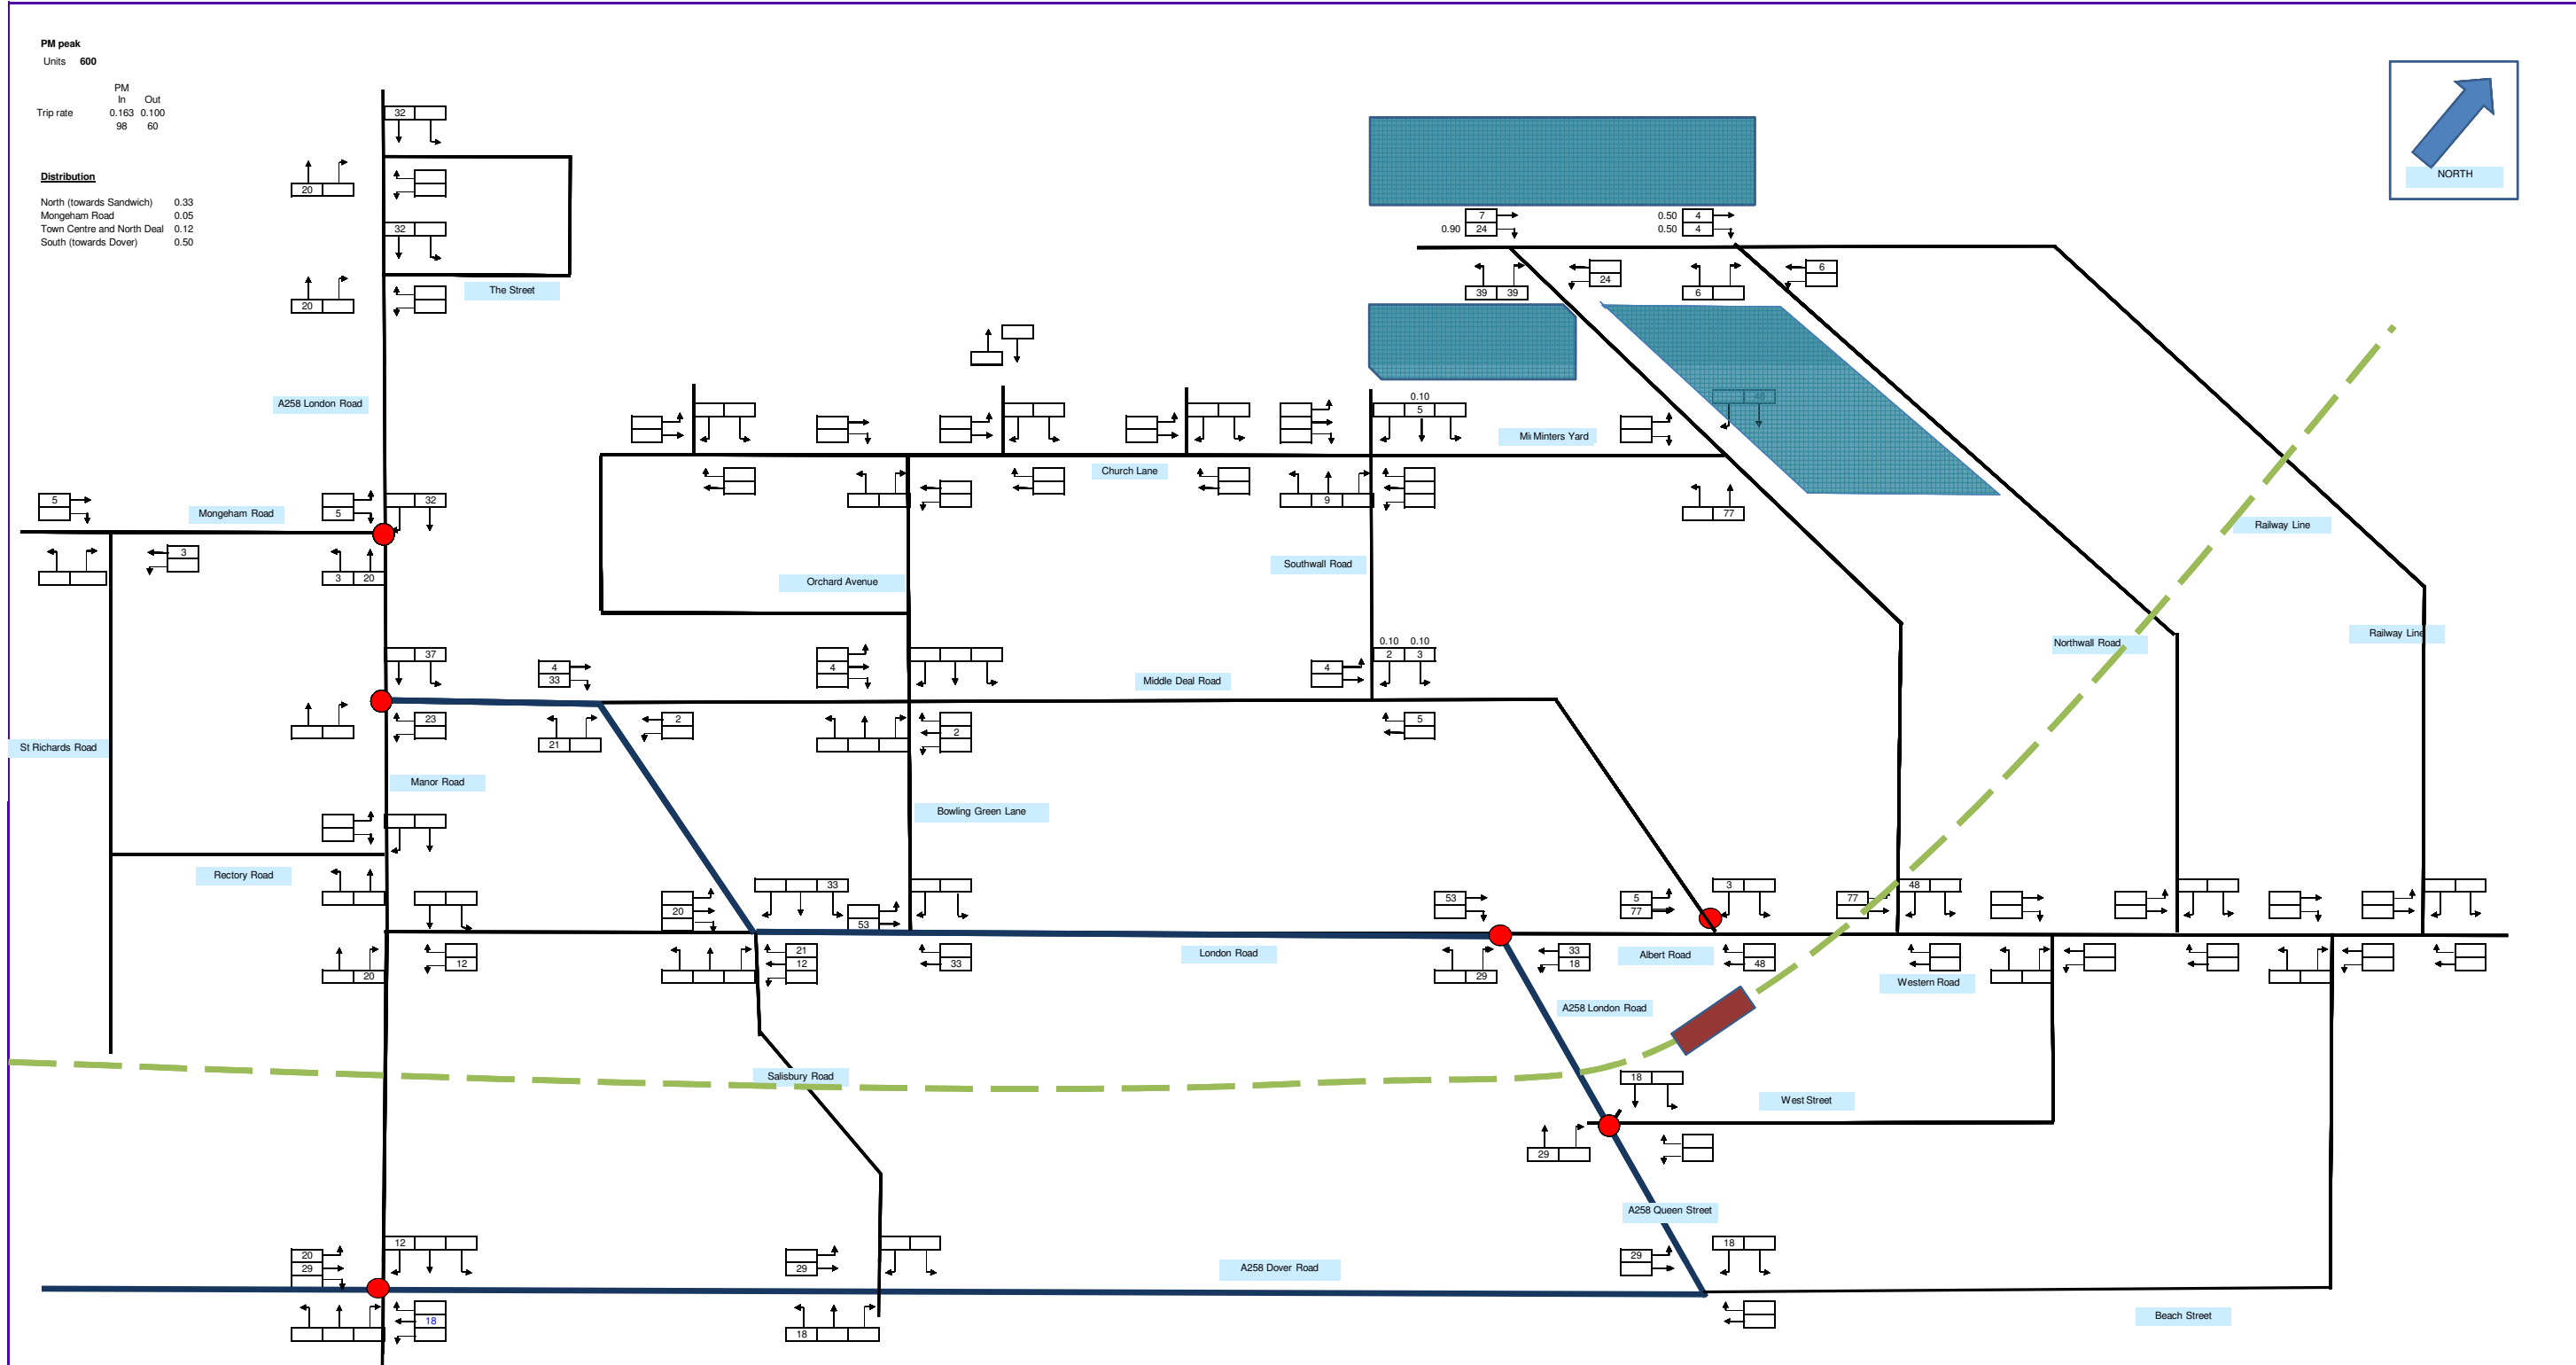 PM peak
Units 600
PM
In Out
Trip rate 0.163 0.100
98 60
Distribution
North (towards Sandwich) 0.33
Mongeham Road 0.05
Town Centre and North Deal 0.12
South (towards Dover) 0.50
NORTH
32
20
32
20
The Street
7
0.90 24
0.50 4
0.50 4
39 39
24
6
6
A258 London Road
0.10
5
48
Minters Yard
Church Lane
9
77
5
Mongeham Road
5
32
3
3 20
Orchard Avenue
Southwall Road
Railway Line
Northwall Road
Railway Line
37
4
33
4
Middle Deal Road
4
0.10 0.10
2 3
23
21
2
2
5
St Richards Road
Manor Road
Bowling Green Lane
Rectory Road
20
33
53
53
5
77
3
77
48
20
12
21
12
33
London Road
29
33
18
Albert Road
48
Western Road
A258 London Road
Salisbury Road
18
West Street
29
A258 Queen Street
20
29
12
29
A258 Dover Road
29
18
18
18
Beach Street